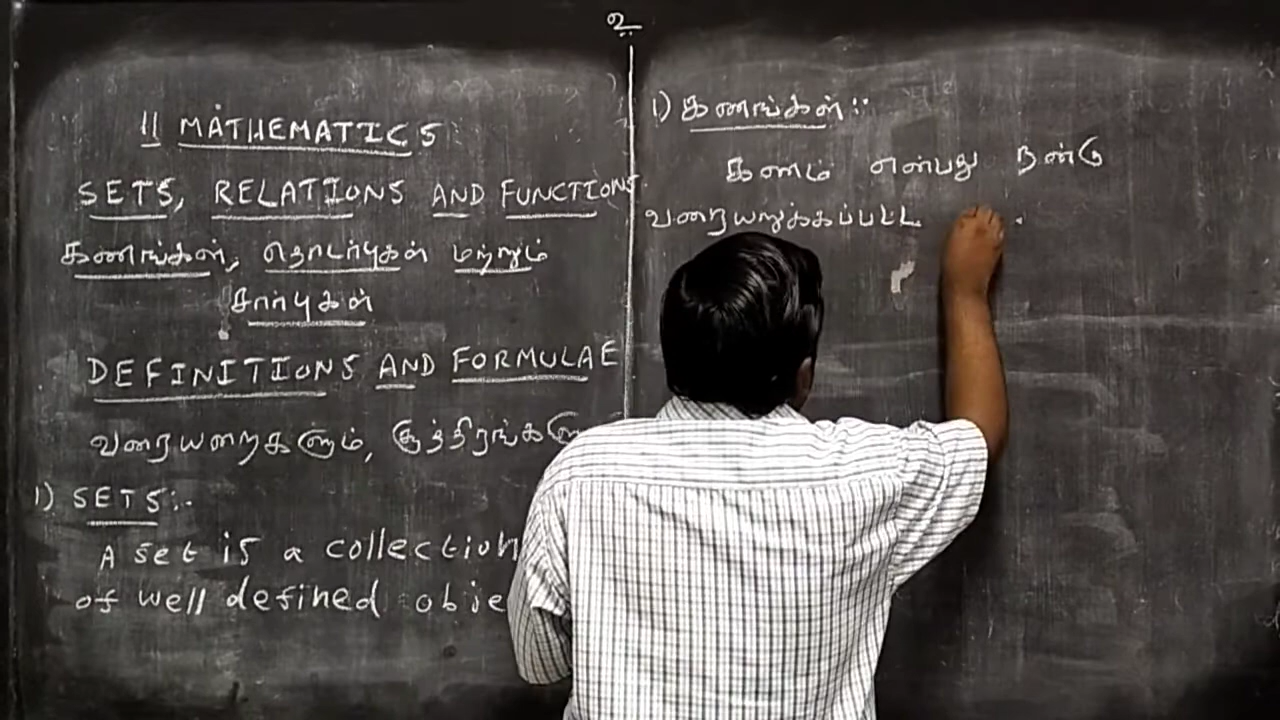 உ
11 MATHEMATICS
SETS, RELATIONS AND FUNCTIONS
கணங்கள், தொடர்புகள் மற்றும்
சார்புகள்
DEFINITIONS AND FORMULAE
வரையறைகளும், சூத்திரங்களு
1) SETS:-
A set is a collection
of well defined obje
1) கணங்கள்:-
கணம் என்பது நன்கு
வரையறுக்கப்பட்ட